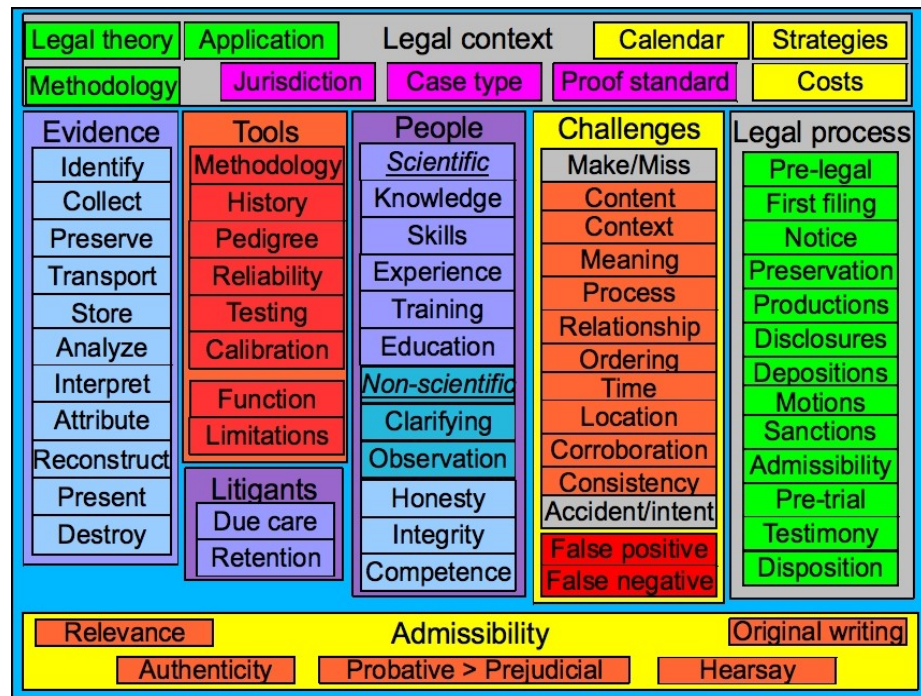 Legal theory
Application
Legal context
Calendar
Strategies
Methodology
Jurisdiction
Case type
Proof standard
Costs
Evidence
Identify
Collect
Preserve
Transport
Store
Analyze
Interpret
Attribute
Reconstruct
Present
Destroy
Tools
Methodology
History
Pedigree
Reliability
Testing
Calibration
Function
Limitations
Litigants
Due care
Retention
People
Scientific
Knowledge
Skills
Experience
Training
Education
Non-scientific
Clarifying
Observation
Honesty
Integrity
Competence
Challenges
Make/Miss
Content
Context
Meaning
Process
Relationship
Ordering
Time
Location
Corroboration
Consistency
Accident/intent
False positive
False negative
Legal process
Pre-legal
First filing
Notice
Preservation
Productions
Disclosures
Depositions
Motions
Sanctions
Admissibility
Pre-trial
Testimony
Disposition
Relevance
Admissibility
Original writing
Authenticity
Probative > Prejudicial
Hearsay